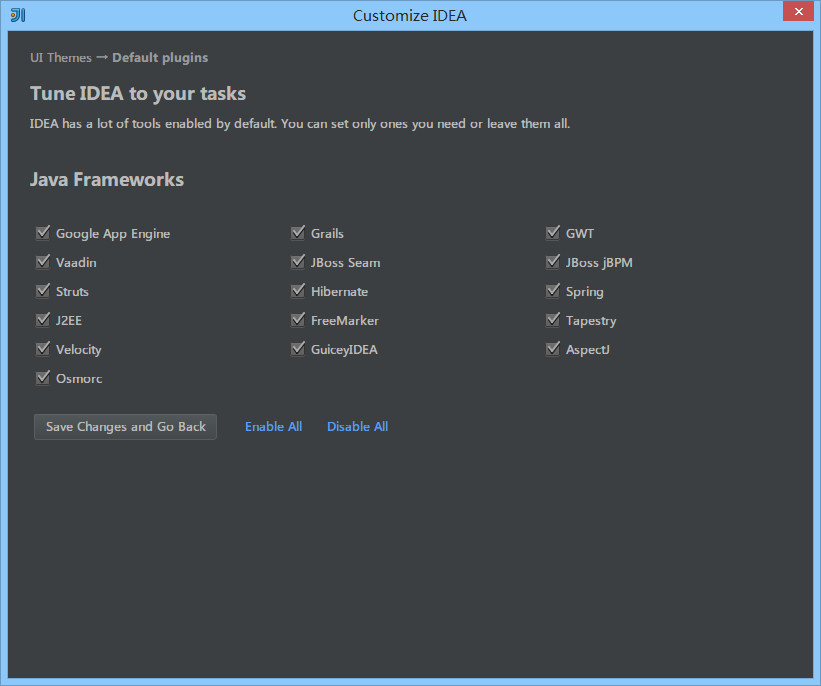 Customize IDEA
UI Themes → Default plugins
Tune IDEA to your tasks
IDEA has a lot of tools enabled by default. You can set only ones you need or leave them all.
Java Frameworks
Google App Engine Grails GWT
Vaadin JBoss Seam JBoss jBPM
Struts Hibernate Spring
J2EE FreeMarker Tapestry
Velocity GuiceyIDEA AspectJ
Osmorc
Save Changes and Go Back Enable All Disable All